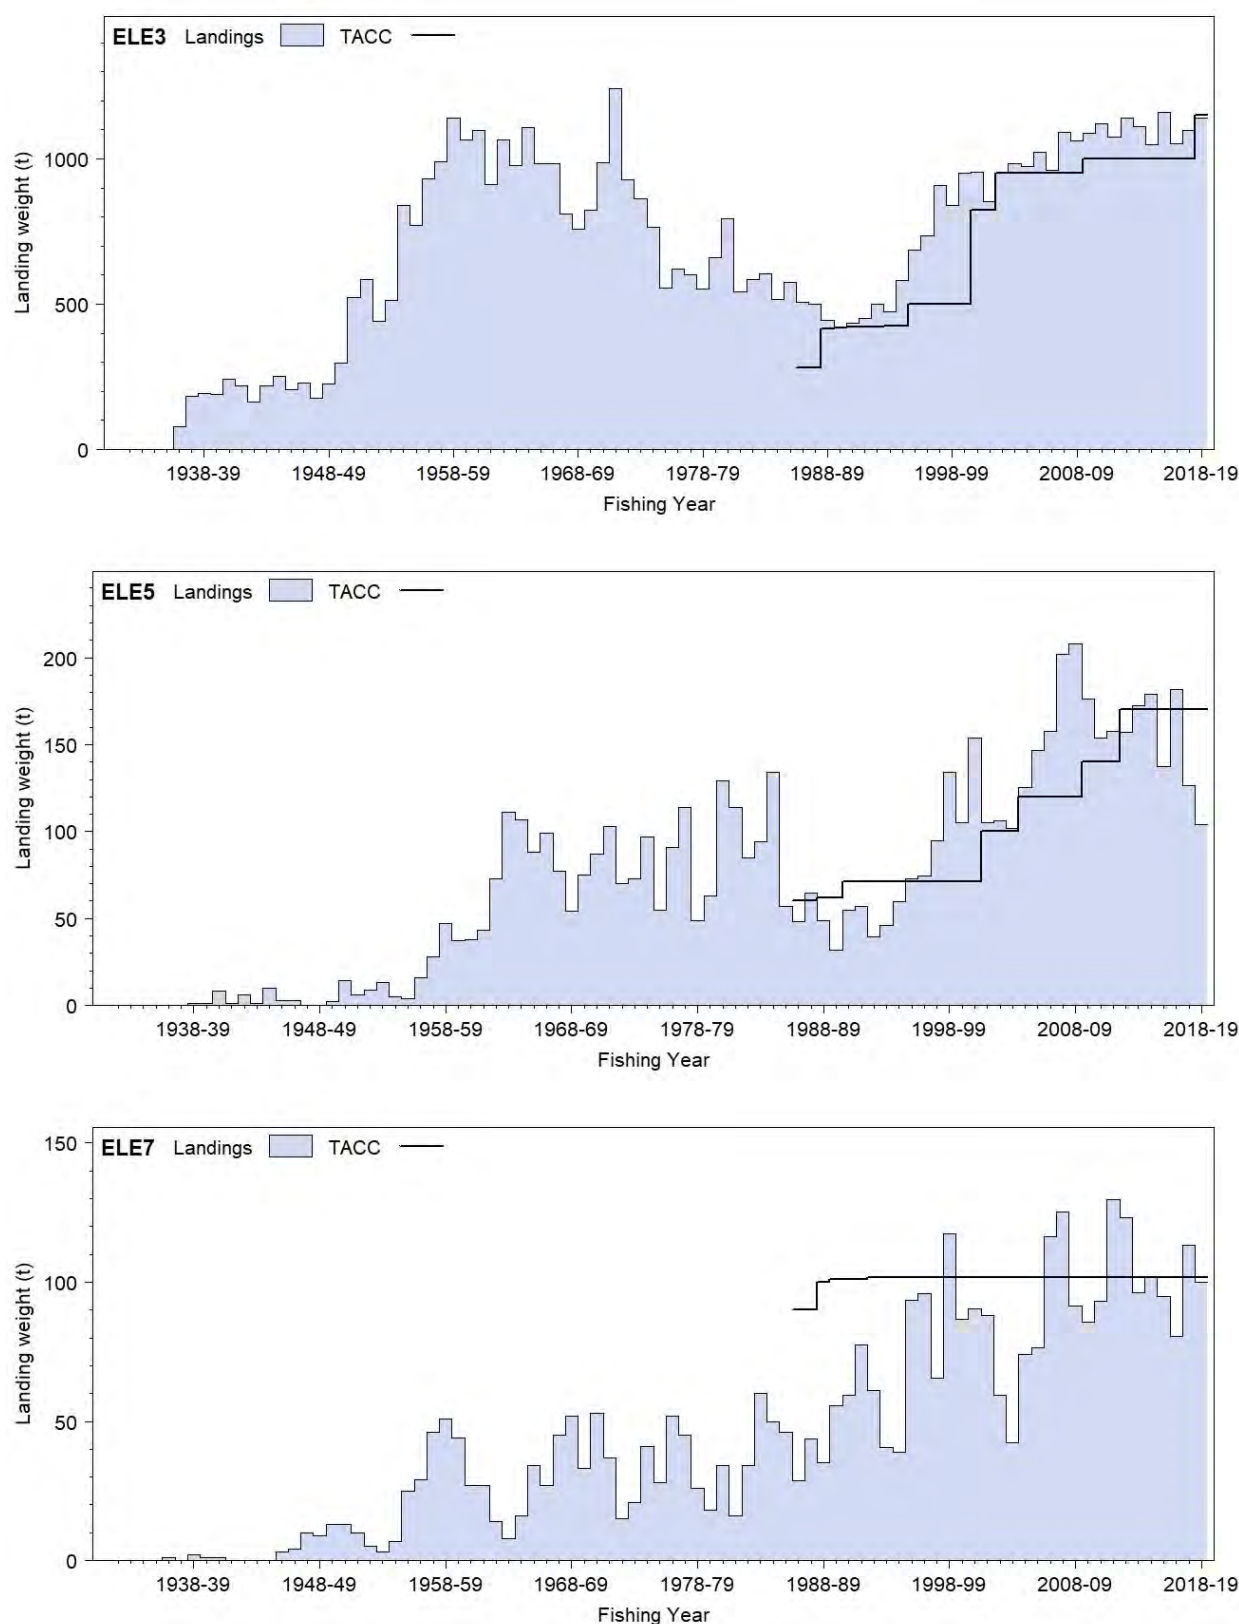 ELE3 Landings TACC
1000
500
0
Landing weight (t)
1938-39 1948-49 1958-59 1968-69 1978-79 1988-89 1998-99 2008-09 2018-19
Fishing Year
ELE5 Landings TACC
200
150
100
50
0
Landing weight (t)
1938-39 1948-49 1958-59 1968-69 1978-79 1988-89 1998-99 2008-09 2018-19
Fishing Year
ELE7 Landings TACC
150
100
50
0
Landing weight (t)
1938-39 1948-49 1958-59 1968-69 1978-79 1988-89 1998-99 2008-09 2018-19
Fishing Year